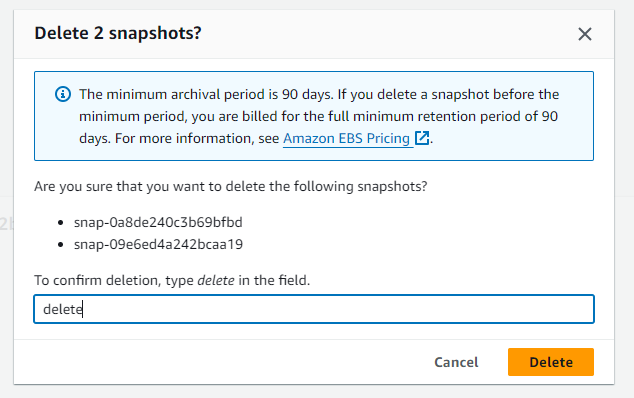 Delete 2 snapshots?
The minimum archival period is 90 days. If you delete a snapshot before the
minimum period, you are billed for the full minimum retention period of 90
days. For more information, see Amazon EBS Pricing.
Are you sure that you want to delete the following snapshots?
snap-0a8de240c3b69bfbd
snap-09e6ed4a242bcaa19
To confirm deletion, type delete in the field.
delete
Cancel
Delete